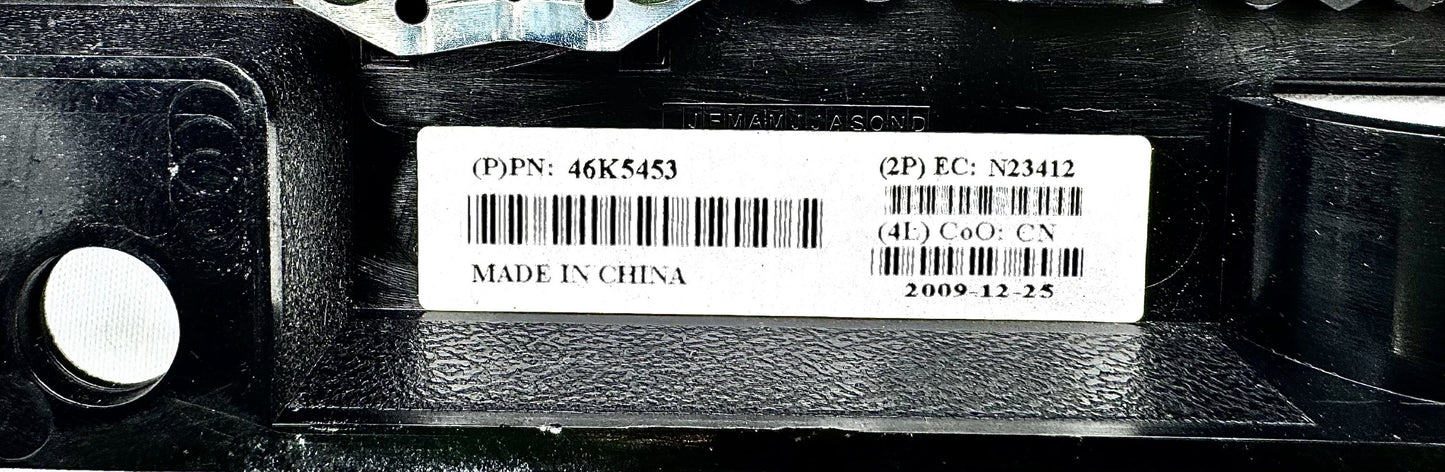 JFMAMJJASOND
(P)PN: 46K5453
(2P) EC: N23412
(4L) CoO: CN
MADE IN CHINA
2009-12-25